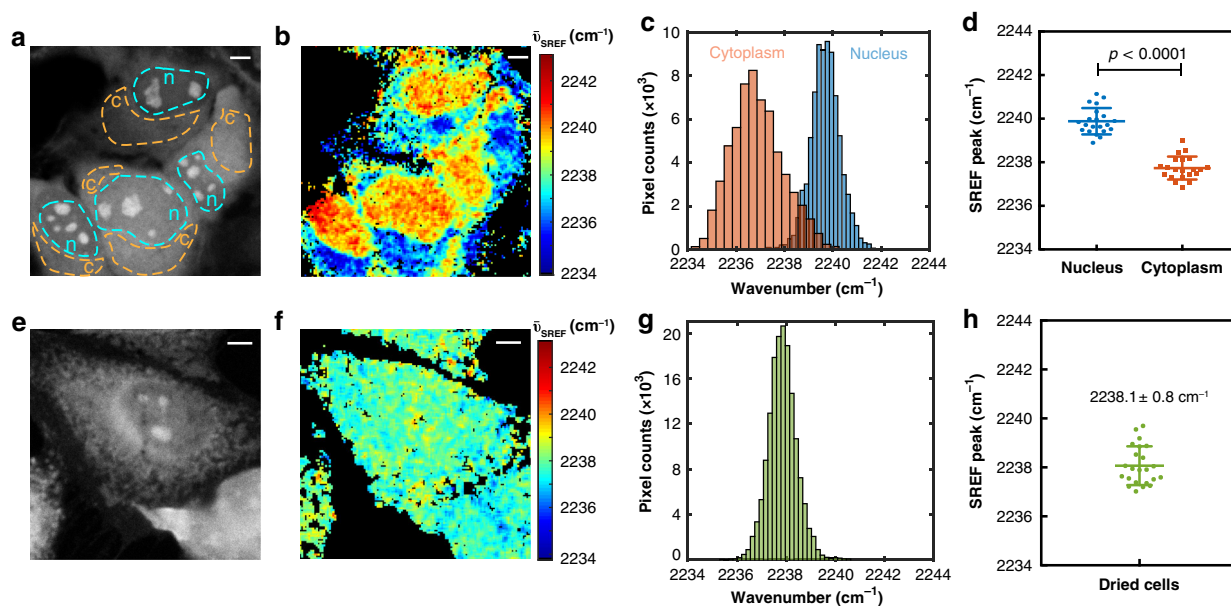 a
n
c
c
c
n
n
c
n
c
c
b
ῡSREF (cm⁻¹)
2242
2240
2238
2236
2234
c
Cytoplasm
Nucleus
Pixel counts (×10³)
10
8
6
4
2
0
2234 2236 2238 2240 2242 2244
Wavenumber (cm⁻¹)
d
p < 0.0001
SREF peak (cm⁻¹)
2244
2242
2240
2238
2236
2234
Nucleus Cytoplasm
e
f
ῡSREF (cm⁻¹)
2242
2240
2238
2236
2234
g
Pixel counts (×10³)
20
16
12
8
4
0
2234 2236 2238 2240 2242 2244
Wavenumber (cm⁻¹)
h
2238.1 ± 0.8 cm⁻¹
SREF peak (cm⁻¹)
2244
2242
2240
2238
2236
2234
Dried cells